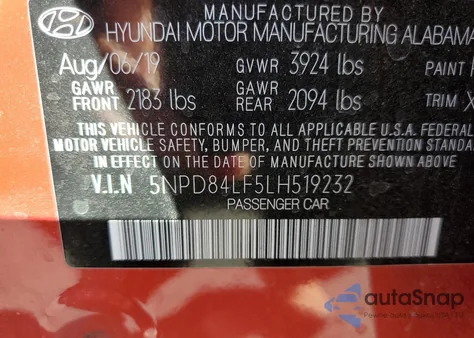 MANUFACTURED BY
HYUNDAI MOTOR MANUFACTURING ALABAMA
Aug/06/19 GVWR 3924 lbs PAINT
GAWR FRONT 2183 lbs GAWR REAR 2094 lbs TRIM
THIS VEHICLE CONFORMS TO ALL APPLICABLE U.S.A. FEDERAL
MOTOR VEHICLE SAFETY, BUMPER, AND THEFT PREVENTION STANDA
IN EFFECT ON THE DATE OF MANUFACTURE SHOWN ABOVE
V.I.N 5NPD84LF5LH519232
PASSENGER CAR
autoSnap